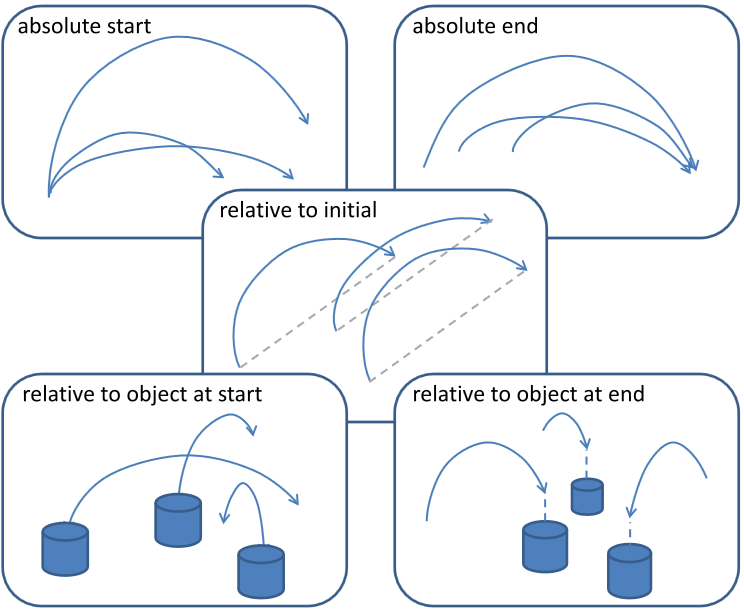 absolute start
absolute end
relative to initial
relative to object at start
relative to object at end